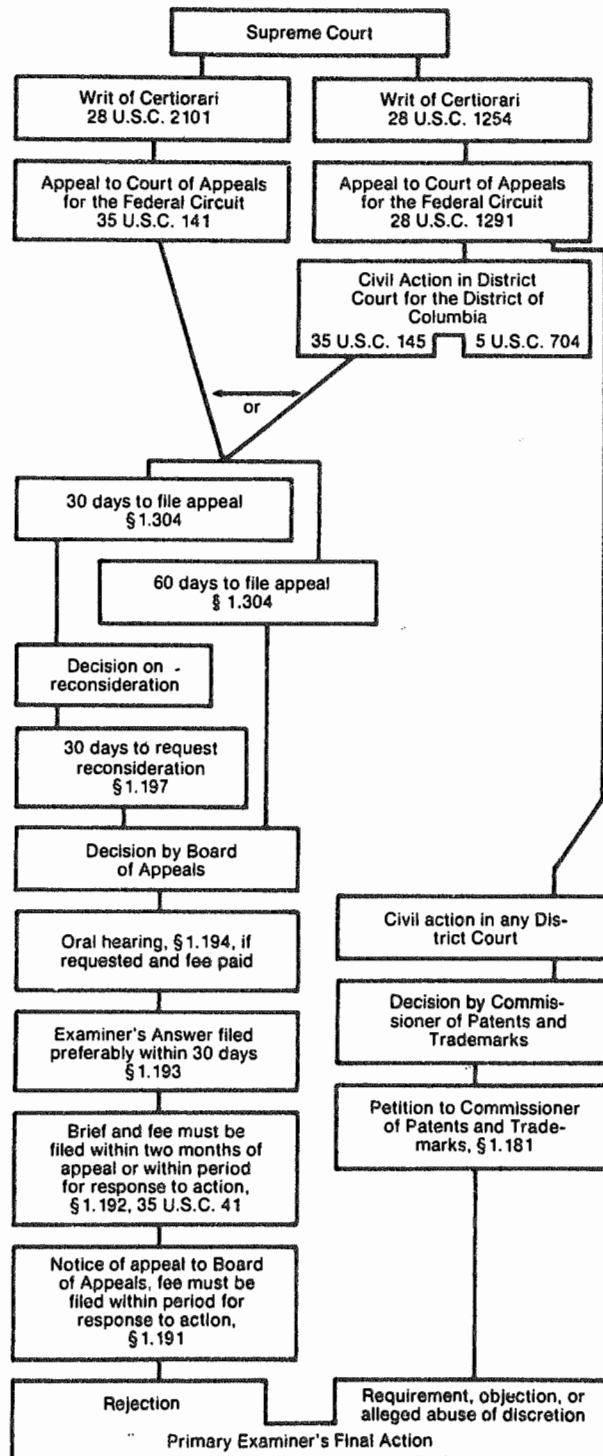 Supreme Court
Writ of Certiorari
28 U.S.C. 2101
Writ of Certiorari
28 U.S.C. 1254
Appeal to Court of Appeals
for the Federal Circuit
35 U.S.C. 141
Appeal to Court of Appeals
for the Federal Circuit
28 U.S.C. 1291
Civil Action in District
Court for the District of
Columbia
35 U.S.C. 145 5 U.S.C. 704
or
30 days to file appeal
§ 1.304
60 days to file appeal
§ 1.304
Decision on
reconsideration
30 days to request
reconsideration
§ 1.197
Decision by Board
of Appeals
Oral hearing, § 1.194, if
requested and fee paid
Examiner's Answer filed
preferably within 30 days
§ 1.193
Brief and fee must be
filed within two months of
appeal or within period
for response to action,
§ 1.192, 35 U.S.C. 41
Notice of appeal to Board
of Appeals, fee must be
filed within period for
response to action,
§ 1.191
Civil action in any Dis-
trict Court
Decision by Commis-
sioner of Patents and
Trademarks
Petition to Commissioner
of Patents and Trade-
marks, § 1.181
Rejection
Requirement, objection, or
alleged abuse of discretion
Primary Examiner's Final Action